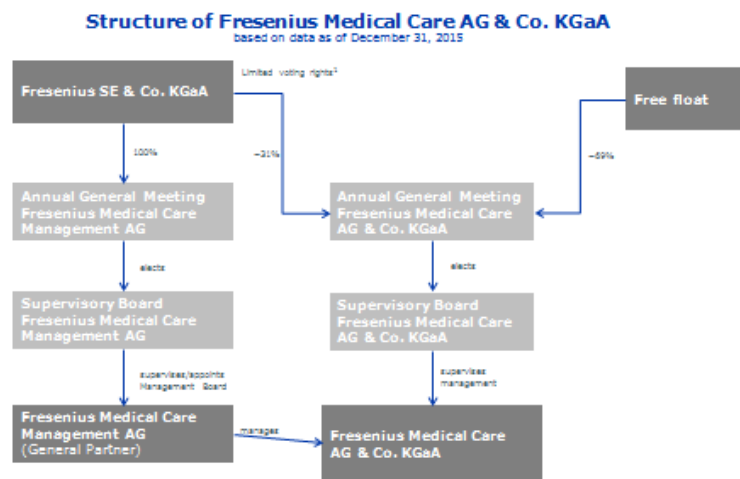 Structure of Fresenius Medical Care AG & Co. KGaA
based on data as of December 31, 2015
Fresenius SE & Co. KGaA
Limited voting rights¹
Free float
100%
~31%
~69%
Annual General Meeting
Fresenius Medical Care
Management AG
Annual General Meeting
Fresenius Medical Care
AG & Co. KGaA
elects
elects
Supervisory Board
Fresenius Medical Care
Management AG
Supervisory Board
Fresenius Medical Care
AG & Co. KGaA
supervises/appoints
Management Board
supervises
management
Fresenius Medical Care
Management AG
(General Partner)
manages
Fresenius Medical Care
AG & Co. KGaA